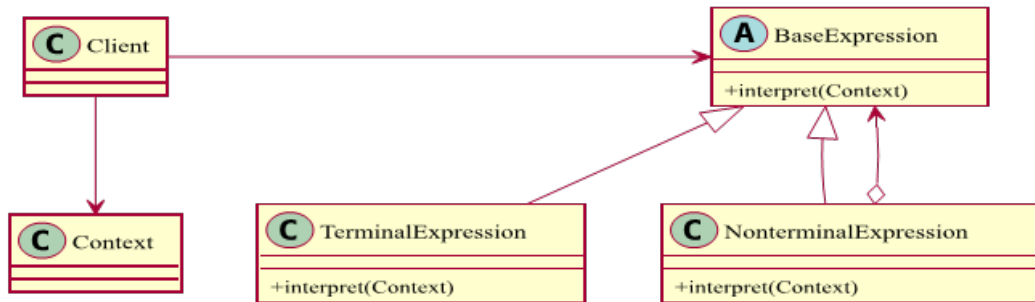 C Client
A BaseExpression
+interpret(Context)
C Context
C TerminalExpression
+interpret(Context)
C NonterminalExpression
+interpret(Context)